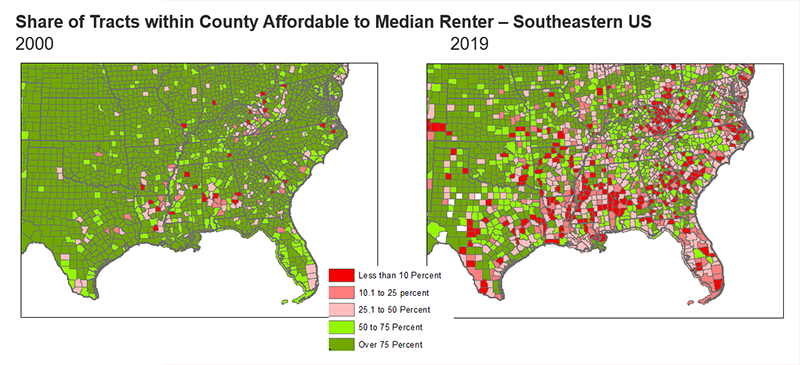 Share of Tracts within County Affordable to Median Renter – Southeastern US
2000
2019
Less than 10 Percent
10.1 to 25 percent
25.1 to 50 Percent
50 to 75 Percent
Over 75 Percent